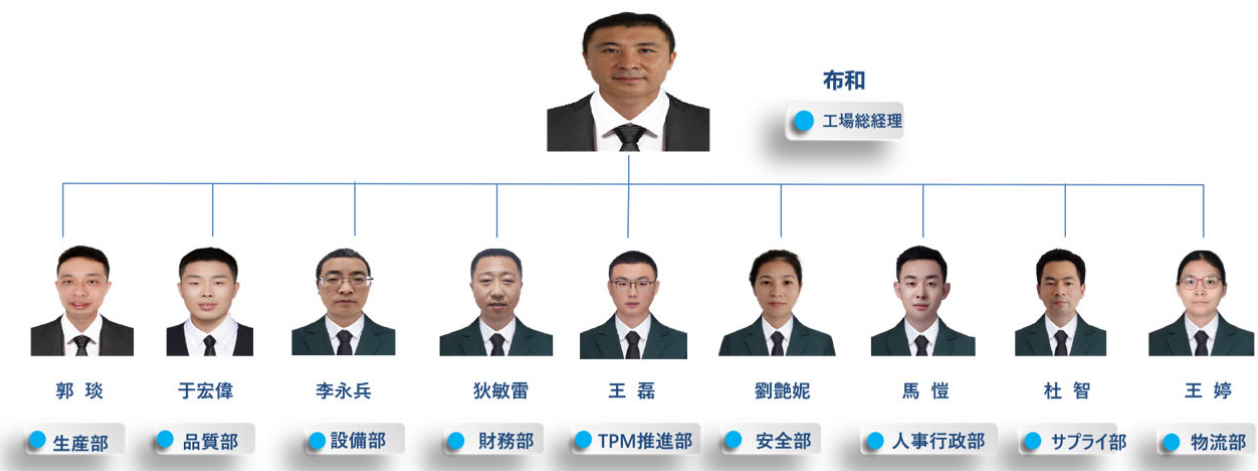 布和
工場総経理
郭 琰
于宏偉
李永兵
狄敏雷
王 磊
劉艶妮
馬 愷
杜 智
王 婷
生産部
品質部
設備部
財務部
TPM推進部
安全部
人事行政部
サプライ部
物流部